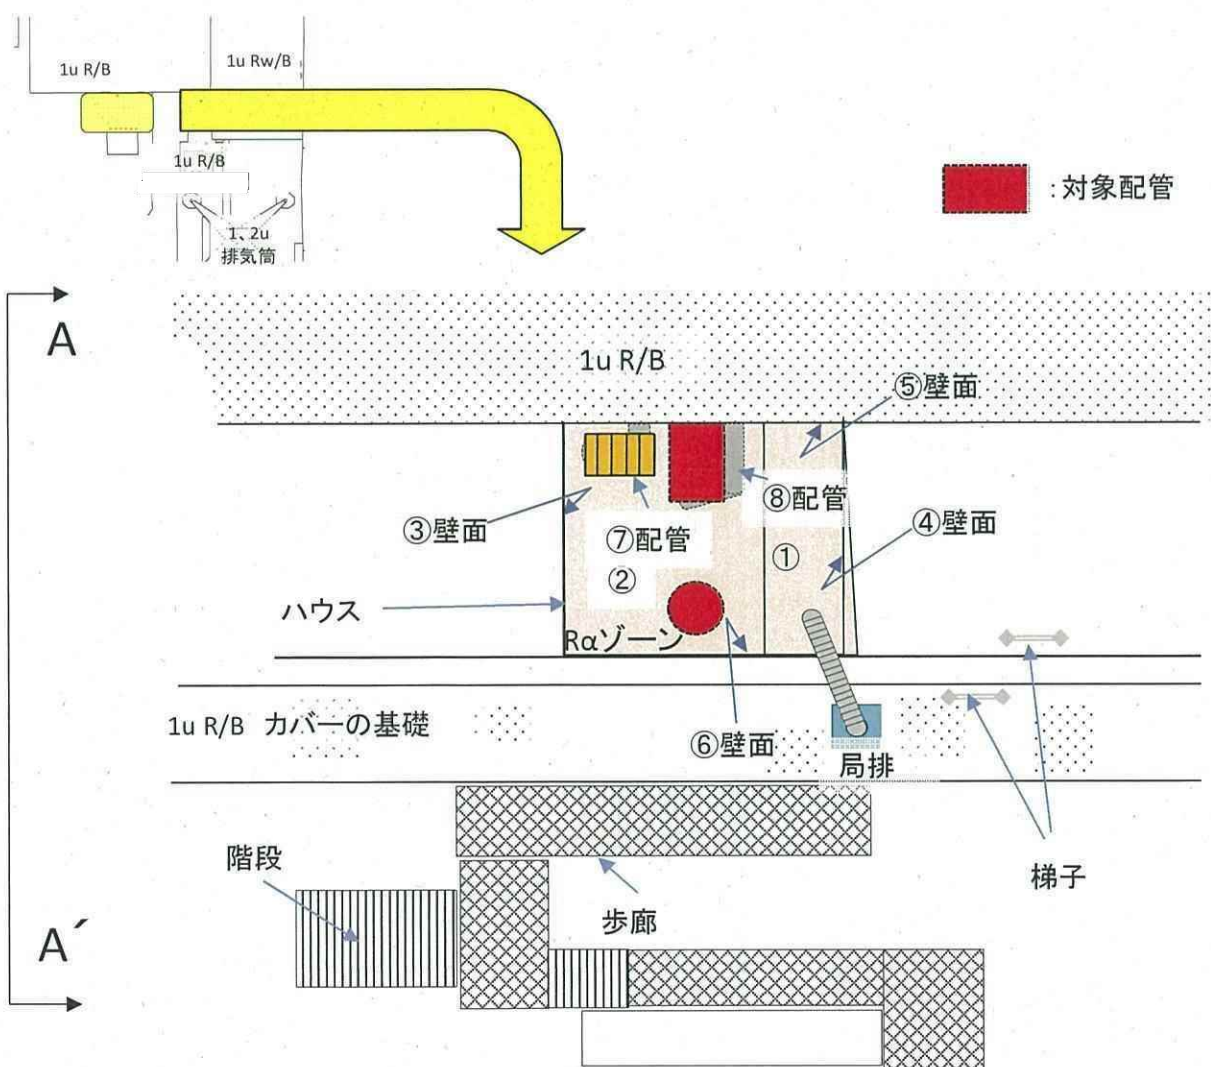 1u R/B
1u Rw/B
1u R/B
1、2u
排気筒
:対象配管
A
1u R/B
⑤壁面
⑧配管
③壁面
⑦配管
④壁面
①
②
ハウス
Rαゾーン
1u R/B カバーの基礎
⑥壁面
局排
階段
梯子
歩廊
A´